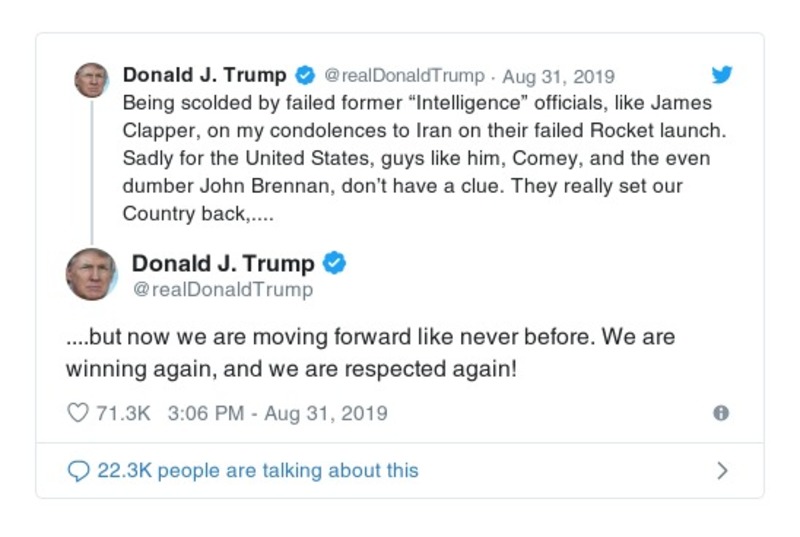 Donald J. Trump @realDonaldTrump · Aug 31, 2019
Being scolded by failed former “Intelligence” officials, like James
Clapper, on my condolences to Iran on their failed Rocket launch.
Sadly for the United States, guys like him, Comey, and the even
dumber John Brennan, don’t have a clue. They really set our
Country back,....
Donald J. Trump
@realDonaldTrump
....but now we are moving forward like never before. We are
winning again, and we are respected again!
71.3K 3:06 PM - Aug 31, 2019
22.3K people are talking about this